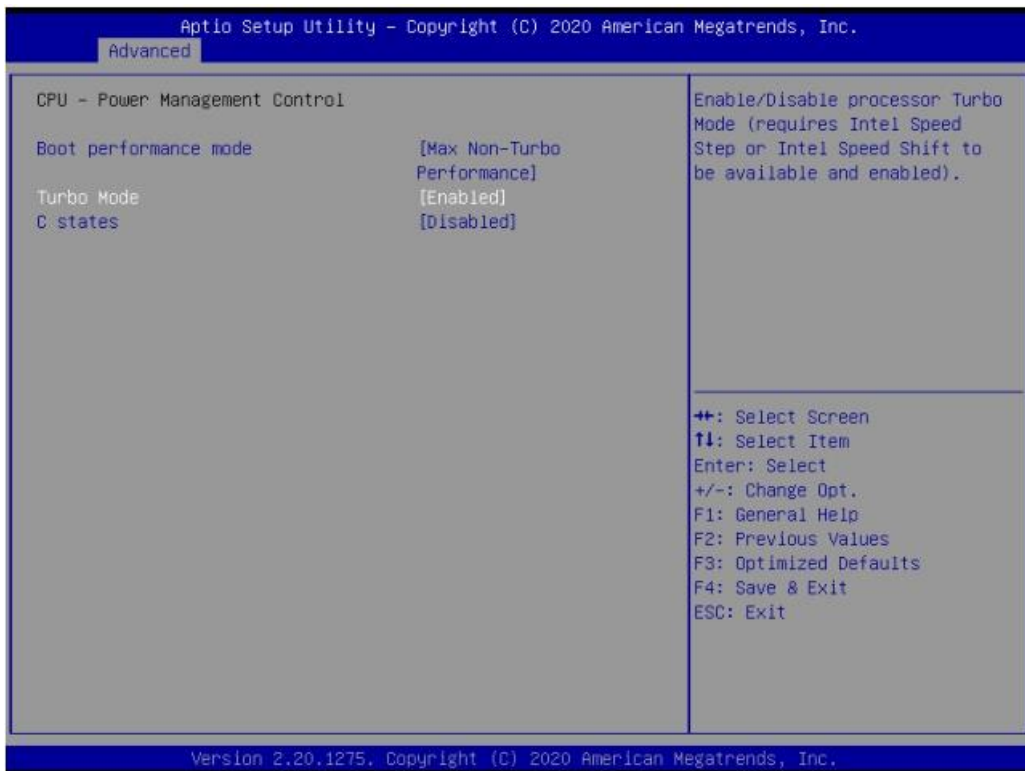 Aptio Setup Utility – Copyright (C) 2020 American Megatrends, Inc.
Advanced
CPU – Power Management Control
Boot performance mode [Max Non-Turbo
Performance]
Turbo Mode [Enabled]
C states [Disabled]
Enable/Disable processor Turbo
Mode (requires Intel Speed
Step or Intel Speed Shift to
be available and enabled).
→←: Select Screen
↑↓: Select Item
Enter: Select
+/-: Change Opt.
F1: General Help
F2: Previous Values
F3: Optimized Defaults
F4: Save & Exit
ESC: Exit
Version 2.20.1275. Copyright (C) 2020 American Megatrends, Inc.